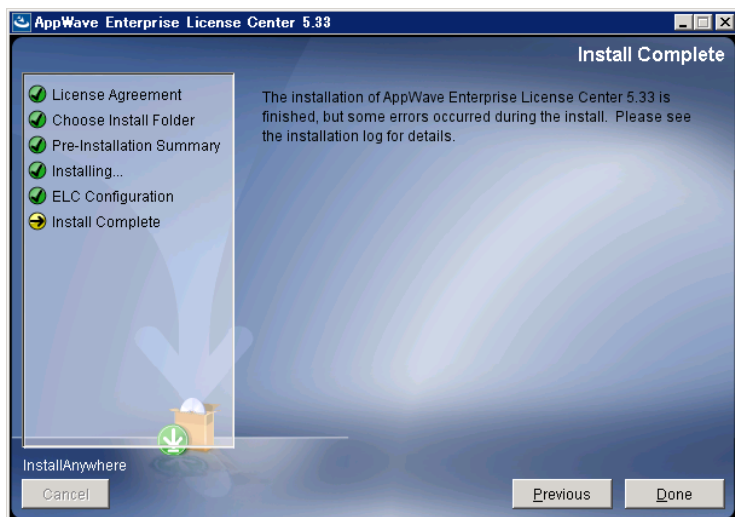 AppWave Enterprise License Center 5.33
Install Complete
License Agreement
Choose Install Folder
Pre-Installation Summary
Installing...
ELC Configuration
Install Complete
The installation of AppWave Enterprise License Center 5.33 is
finished, but some errors occurred during the install. Please see
the installation log for details.
InstallAnywhere
Cancel
Previous
Done